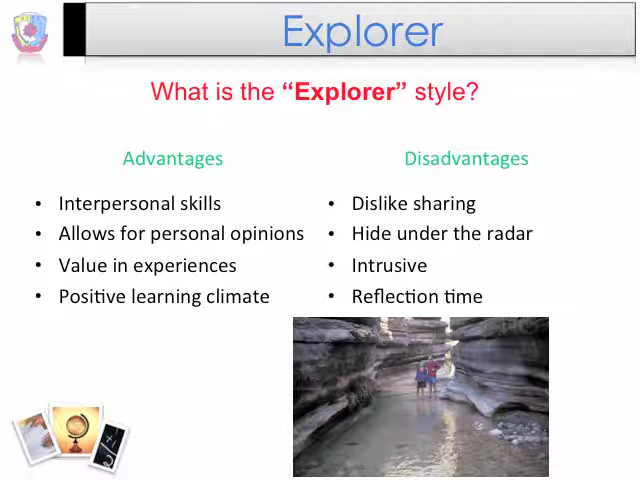 Explorer
What is the “Explorer” style?
Advantages
Interpersonal skills
Allows for personal opinions
Value in experiences
Positive learning climate
Disadvantages
Dislike sharing
Hide under the radar
Intrusive
Reflection time